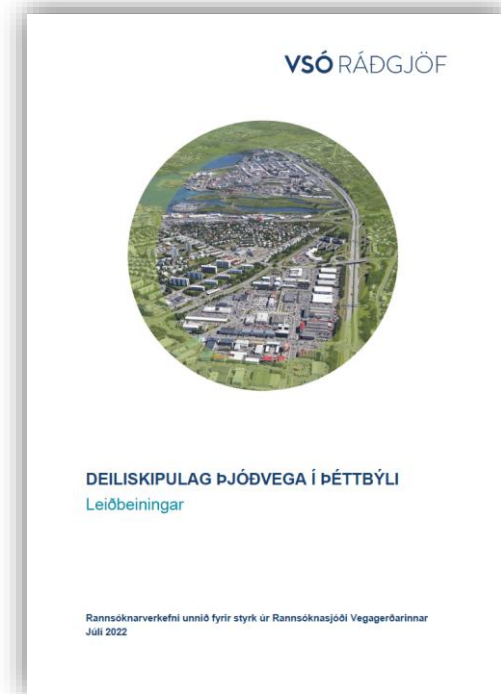 VSÓ RÁÐGJÖF
DEILISKIPULAG ÞJÓÐVEGA Í ÞÉTTBÝLI
Leiðbeiningar
Rannsóknarverkefni unnið fyrir styrk úr Rannsóknasjóði Vegagerðarinnar
Júlí 2022